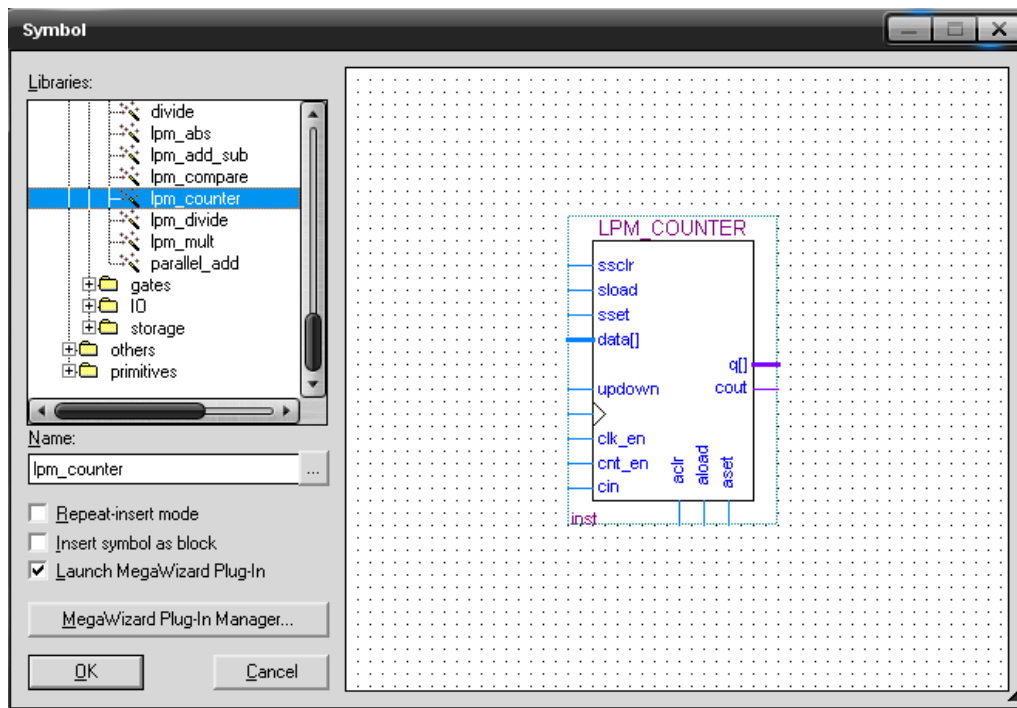 Symbol
Libraries:
divide
lpm_abs
lpm_add_sub
lpm_compare
lpm_counter
lpm_divide
lpm_mult
parallel_add
gates
IO
storage
others
primitives
Name:
lpm_counter
...
Repeat-insert mode
Insert symbol as block
Launch MegaWizard Plug-In
MegaWizard Plug-In Manager...
OK
Cancel
LPM_COUNTER
ssclr
sload
sset
data[]
q[]
updown
cout
clk_en
cnt_en
cin
aclr
aload
aset
inst